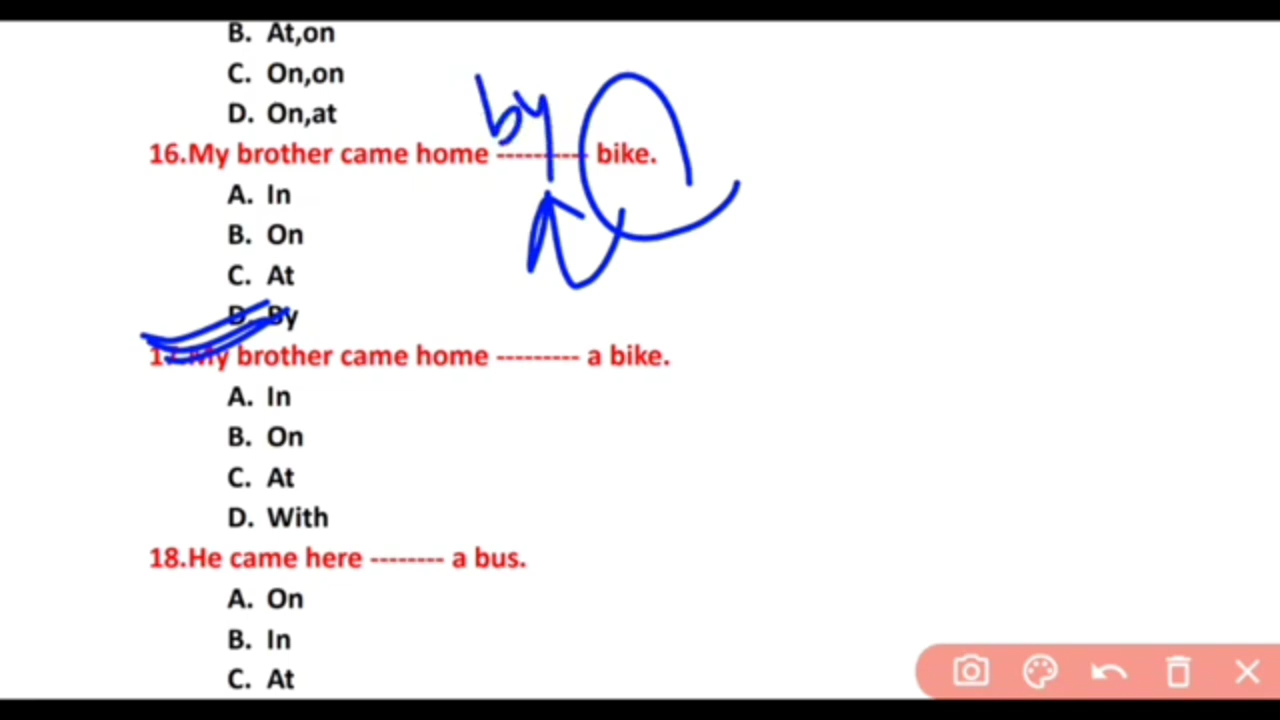 B. At,on
C. On,on
D. On,at
by
16.My brother came home ---------- bike.
A. In
B. On
C. At
D. By
17.My brother came home --------- a bike.
A. In
B. On
C. At
D. With
18.He came here -------- a bus.
A. On
B. In
C. At